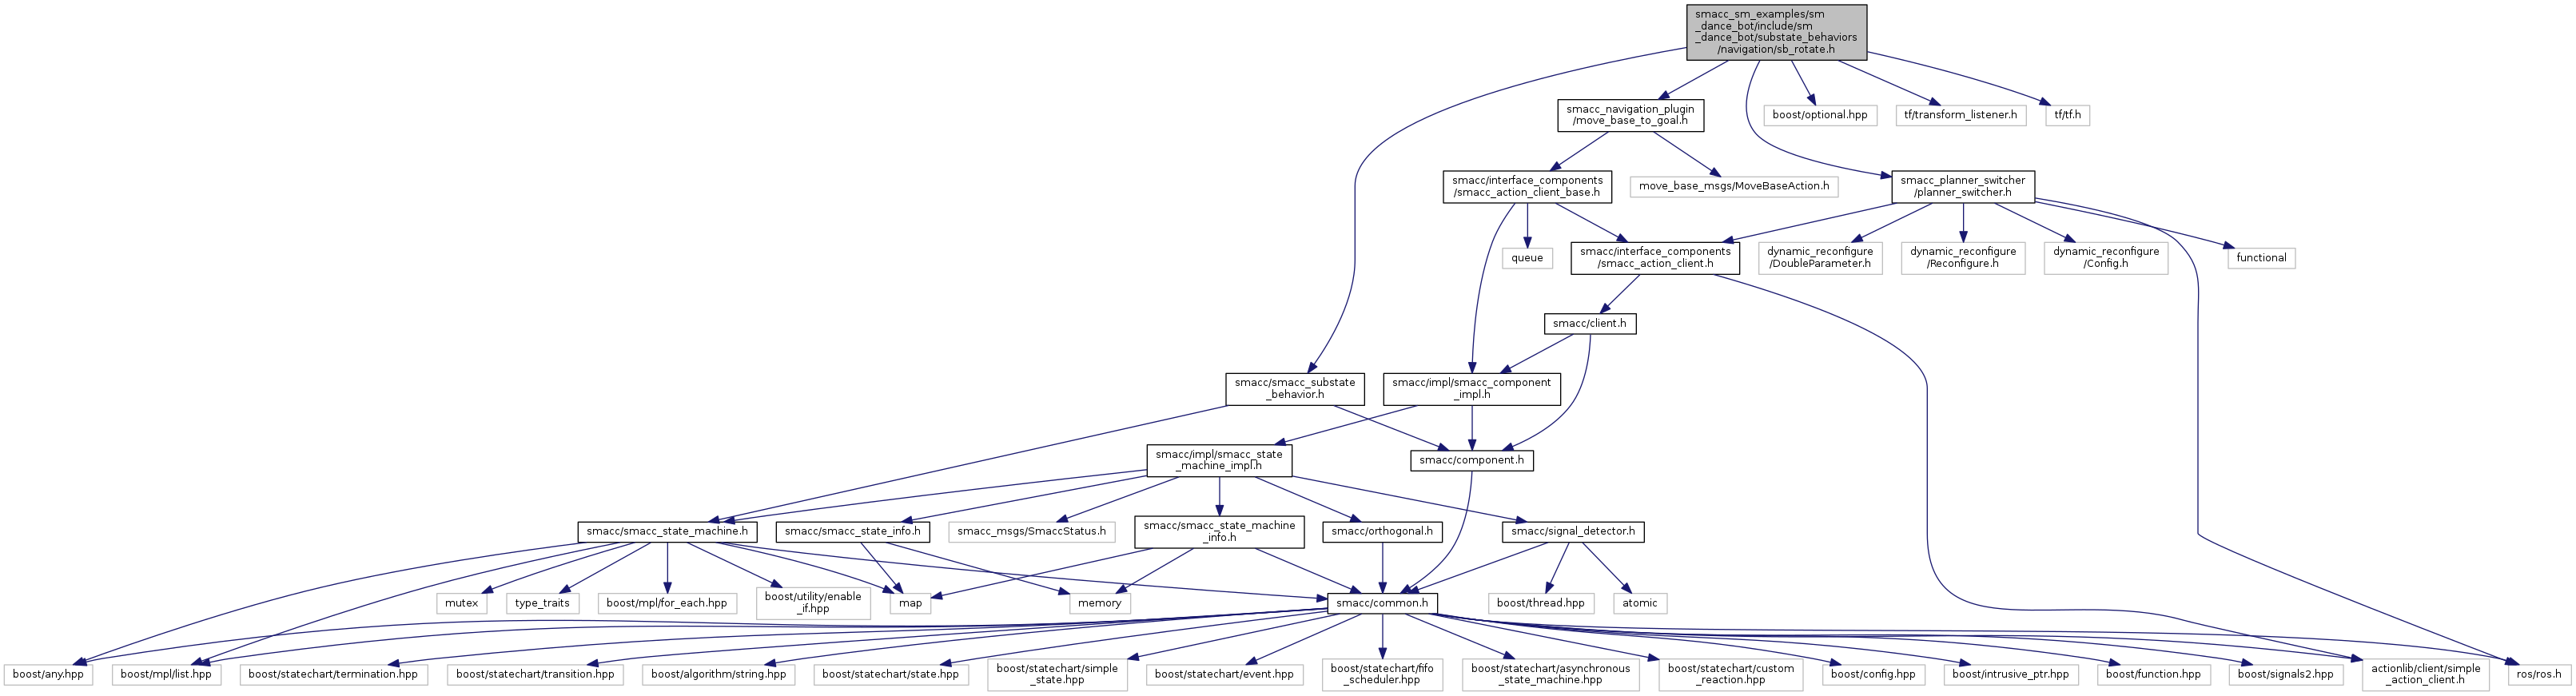 smacc_sm_examples/sm
_dance_bot/include/sm
_dance_bot/substate_behaviors
/navigation/sb_rotate.h
smacc_navigation_plugin
/move_base_to_goal.h
boost/optional.hpp
tf/transform_listener.h
tf/tf.h
smacc/interface_components
/smacc_action_client_base.h
move_base_msgs/MoveBaseAction.h
smacc_planner_switcher
/planner_switcher.h
queue
smacc/interface_components
/smacc_action_client.h
dynamic_reconfigure
/DoubleParameter.h
dynamic_reconfigure
/Reconfigure.h
dynamic_reconfigure
/Config.h
functional
smacc/client.h
smacc/smacc_substate
_behavior.h
smacc/impl/smacc_component
_impl.h
smacc/impl/smacc_state
_machine_impl.h
smacc/component.h
smacc/smacc_state_machine.h
smacc/smacc_state_info.h
smacc_msgs/SmaccStatus.h
smacc/smacc_state_machine
_info.h
smacc/orthogonal.h
smacc/signal_detector.h
mutex
type_traits
boost/mpl/for_each.hpp
boost/utility/enable
_if.hpp
map
memory
smacc/common.h
boost/thread.hpp
atomic
boost/any.hpp
boost/mpl/list.hpp
boost/statechart/termination.hpp
boost/statechart/transition.hpp
boost/algorithm/string.hpp
boost/statechart/state.hpp
boost/statechart/simple
_state.hpp
boost/statechart/event.hpp
boost/statechart/fifo
_scheduler.hpp
boost/statechart/asynchronous
_state_machine.hpp
boost/statechart/custom
_reaction.hpp
boost/config.hpp
boost/intrusive_ptr.hpp
boost/function.hpp
boost/signals2.hpp
actionlib/client/simple
_action_client.h
ros/ros.h